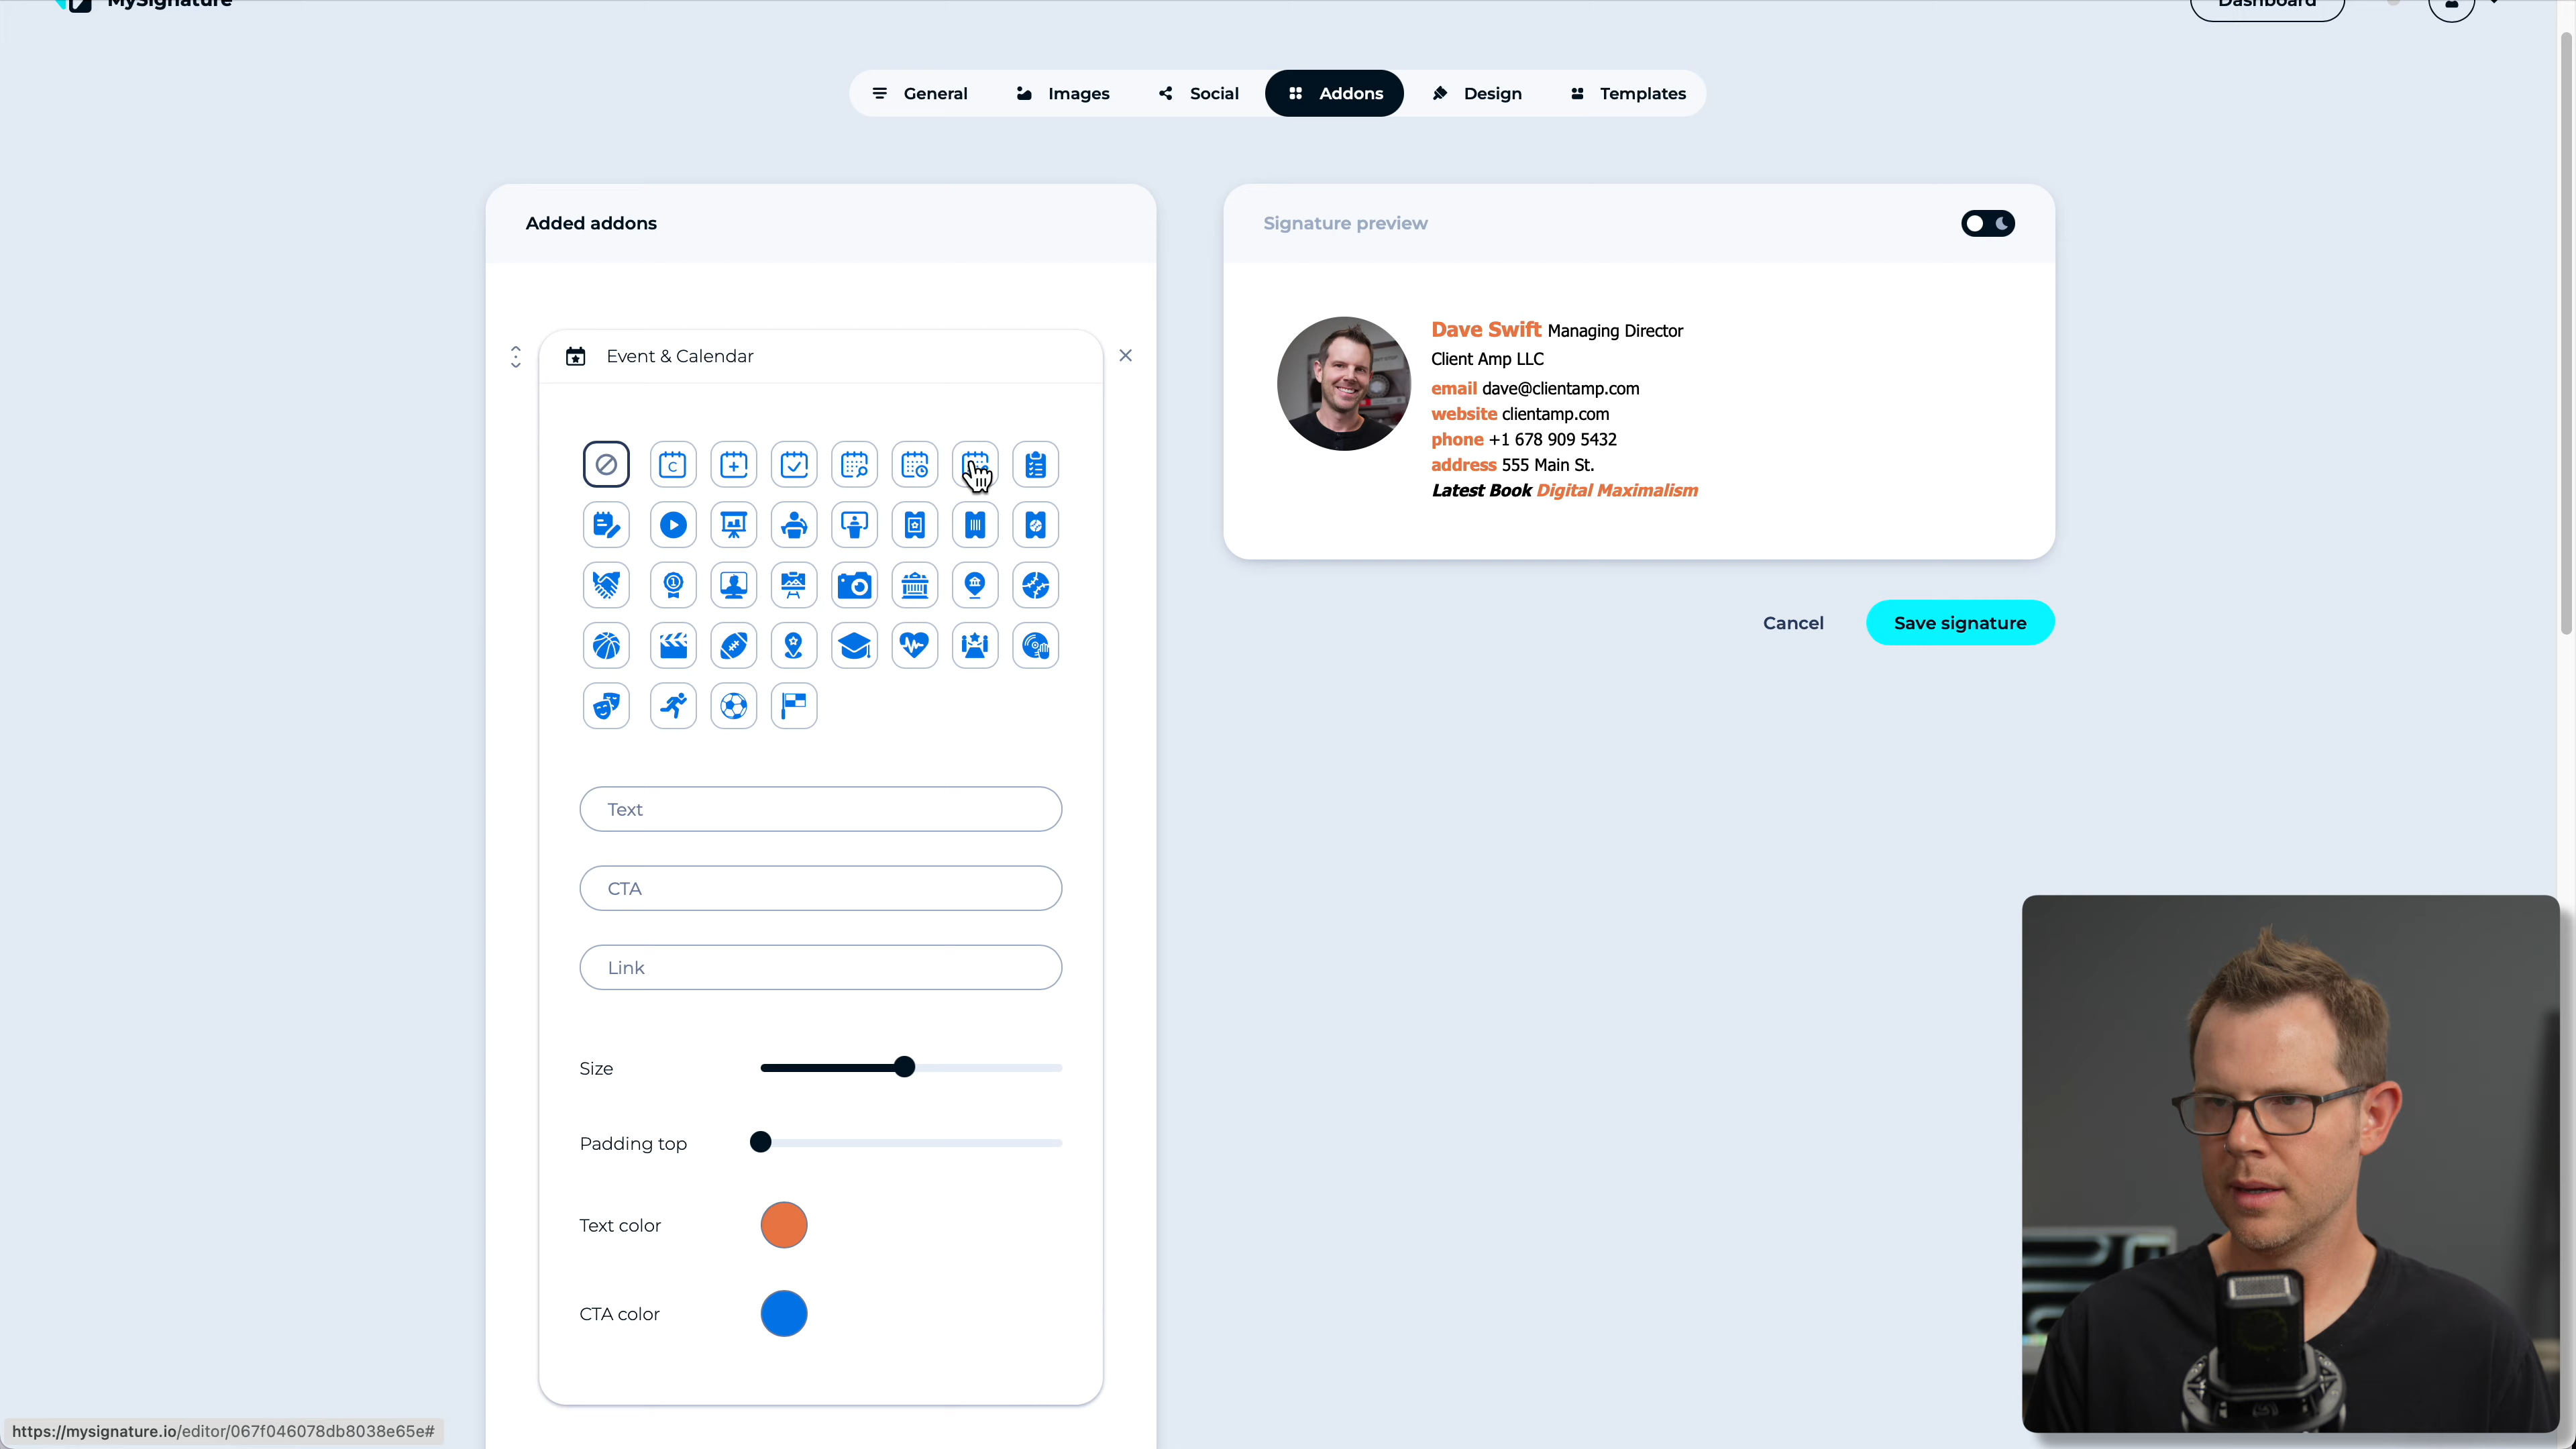 MySignature
Dashboard
General
Images
Social
Addons
Design
Templates
Added addons
Event & Calendar
C
1
Text
CTA
Link
Size
Padding top
Text color
CTA color
Signature preview
Dave Swift Managing Director
Client Amp LLC
email dave@clientamp.com
website clientamp.com
phone +1 678 909 5432
address 555 Main St.
Latest Book Digital Maximalism
Cancel
Save signature
https://mysignature.io/editor/067f046078db8038e65e#